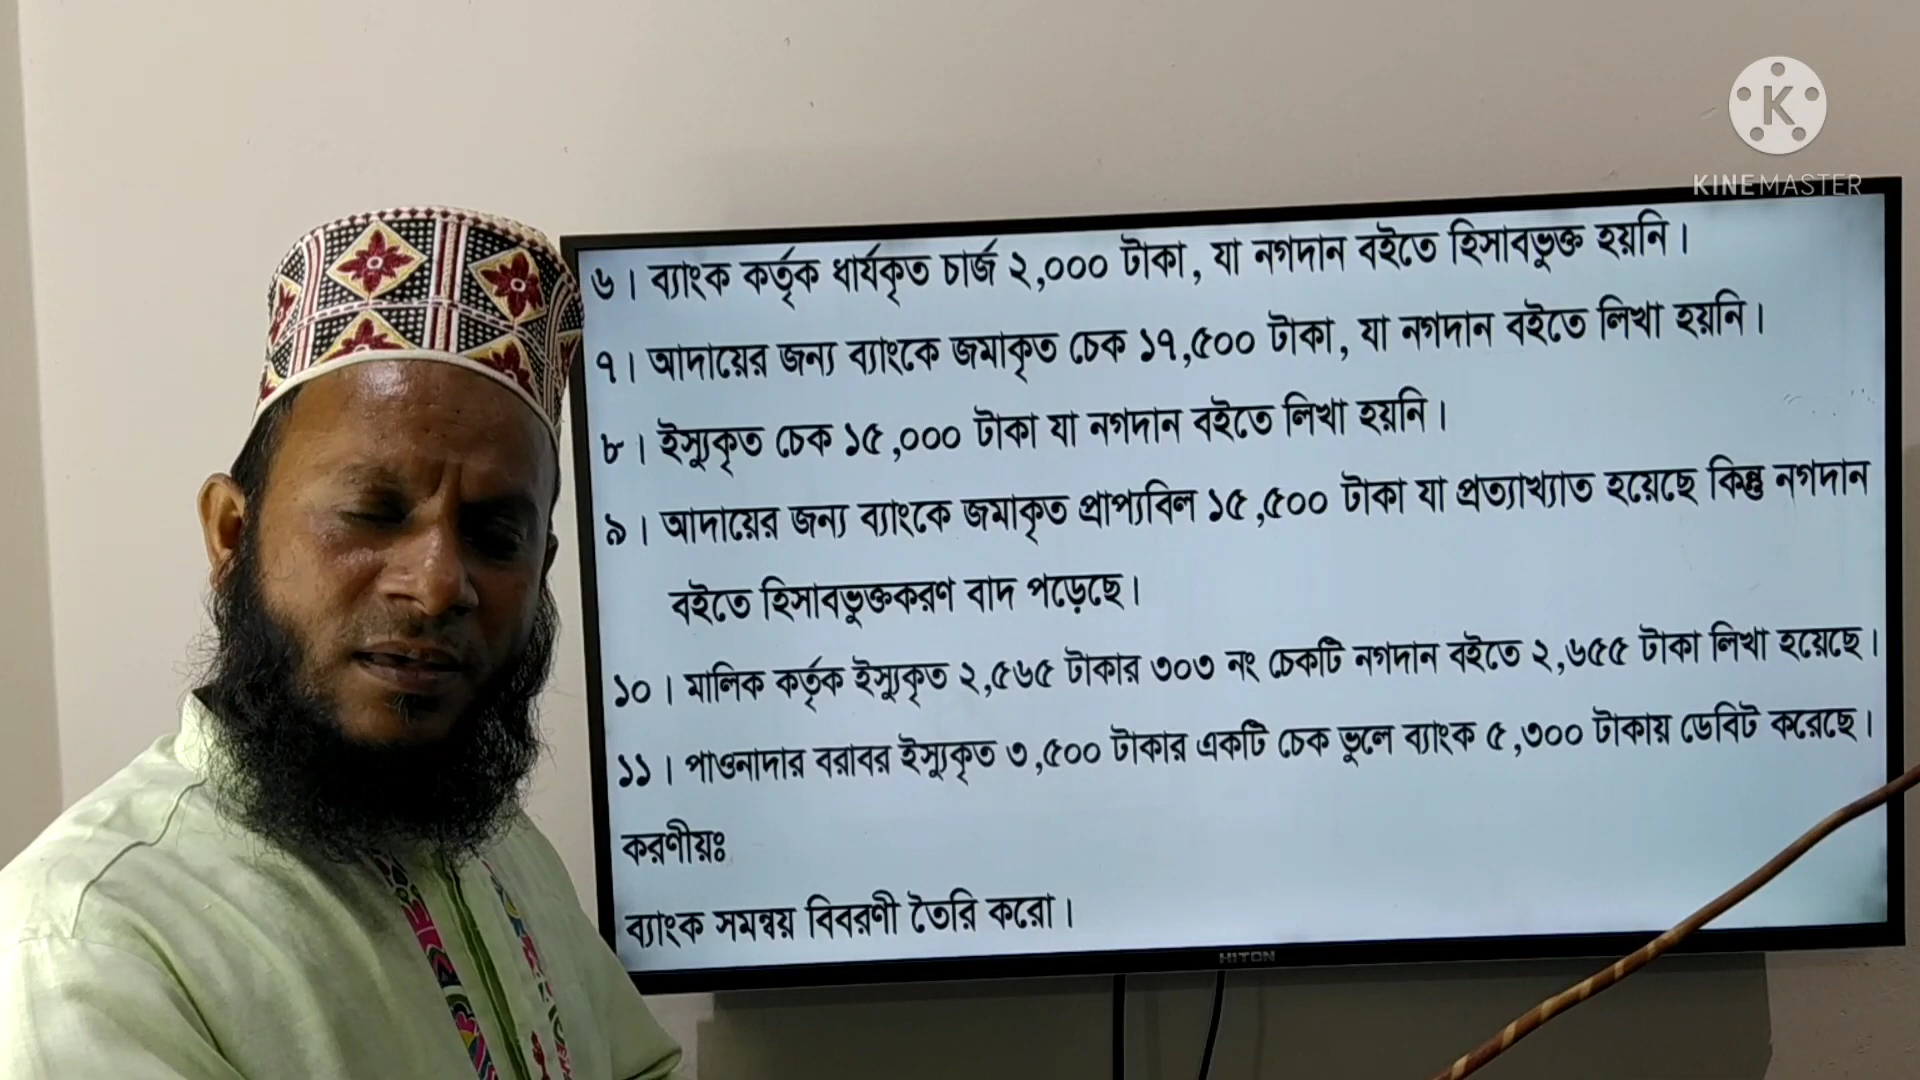 K
KINEMASTER
৬। ব্যাংক কর্তৃক ধার্যকৃত চার্জ ২,০০০ টাকা, যা নগদান বইতে হিসাবভুক্ত হয়নি।
৭। আদায়ের জন্য ব্যাংকে জমাকৃত চেক ১৭,৫০০ টাকা, যা নগদান বইতে লিখা হয়নি।
৮। ইস্যুকৃত চেক ১৫,০০০ টাকা যা নগদান বইতে লিখা হয়নি।
৯। আদায়ের জন্য ব্যাংকে জমাকৃত প্রাপ্যবিল ১৫,৫০০ টাকা যা প্রত্যাখ্যাত হয়েছে কিন্তু নগদান
বইতে হিসাবভুক্তকরণ বাদ পড়েছে।
১০। মালিক কর্তৃক ইস্যুকৃত ২,৫৬৫ টাকার ৩০৩ নং চেকটি নগদান বইতে ২,৬৫৫ টাকা লিখা হয়েছে।
১১। পাওনাদার বরাবর ইস্যুকৃত ৩,৫০০ টাকার একটি চেক ভুলে ব্যাংক ৫,৩০০ টাকায় ডেবিট করেছে।
করণীয়ঃ
ব্যাংক সমন্বয় বিবরণী তৈরি করো।
HITON